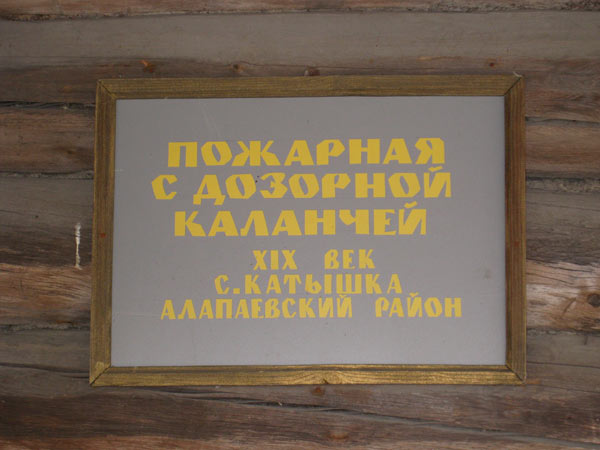 ПОЖАРНАЯ
С ДОЗОРНОЙ
КАЛАНЧЕЙ
XIX ВЕК
С.КАТЫШКА
АЛАПАЕВСКИЙ РАЙОН